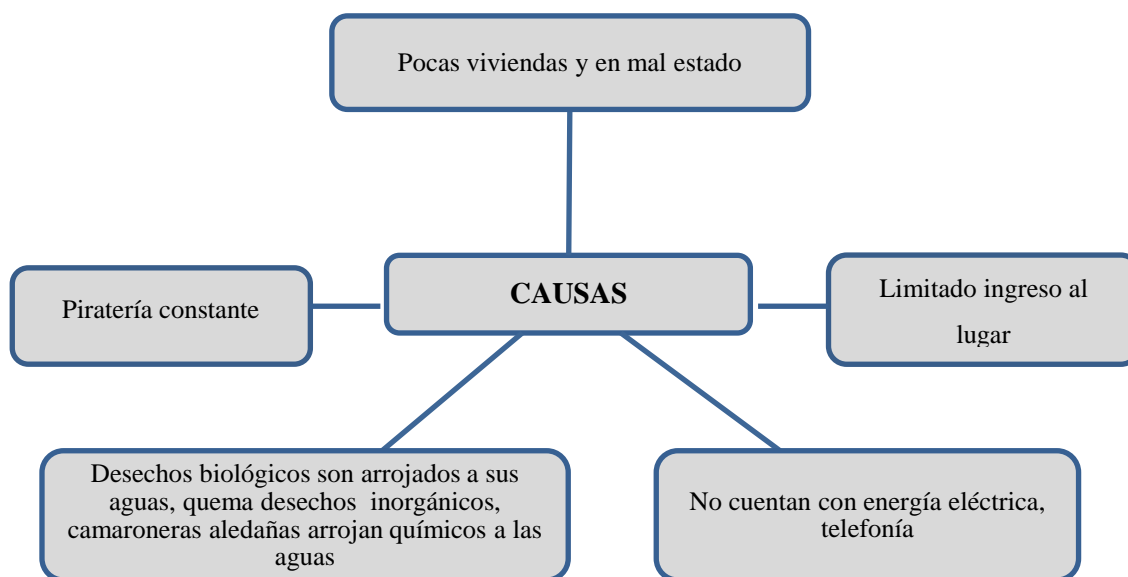 Pocas viviendas y en mal estado
Piratería constante
CAUSAS
Limitado ingreso al
lugar
Desechos biológicos son arrojados a sus
aguas, quema desechos inorgánicos,
camaroneras aledañas arrojan químicos a las
aguas
No cuentan con energía eléctrica,
telefonía